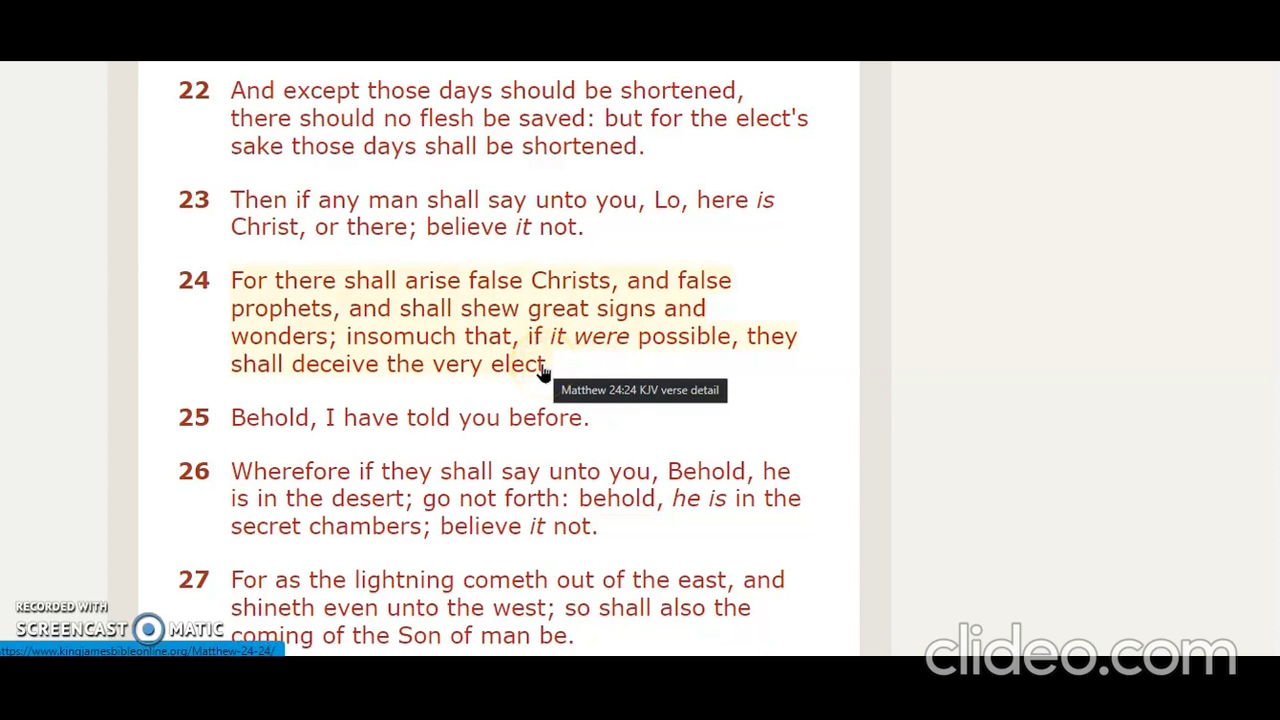 22 And except those days should be shortened,
there should no flesh be saved: but for the elect's
sake those days shall be shortened.
23 Then if any man shall say unto you, Lo, here is
Christ, or there; believe it not.
24 For there shall arise false Christs, and false
prophets, and shall shew great signs and
wonders; insomuch that, if it were possible, they
shall deceive the very elect.
Matthew 24:24 KJV verse detail
25 Behold, I have told you before.
26 Wherefore if they shall say unto you, Behold, he
is in the desert; go not forth: behold, he is in the
secret chambers; believe it not.
27 For as the lightning cometh out of the east, and
shineth even unto the west; so shall also the
coming of the Son of man be.
RECORDED WITH
SCREENCAST MATIC
ttps://www.kingjamesbibleonline.org/Matthew-24-24/
clideo.com